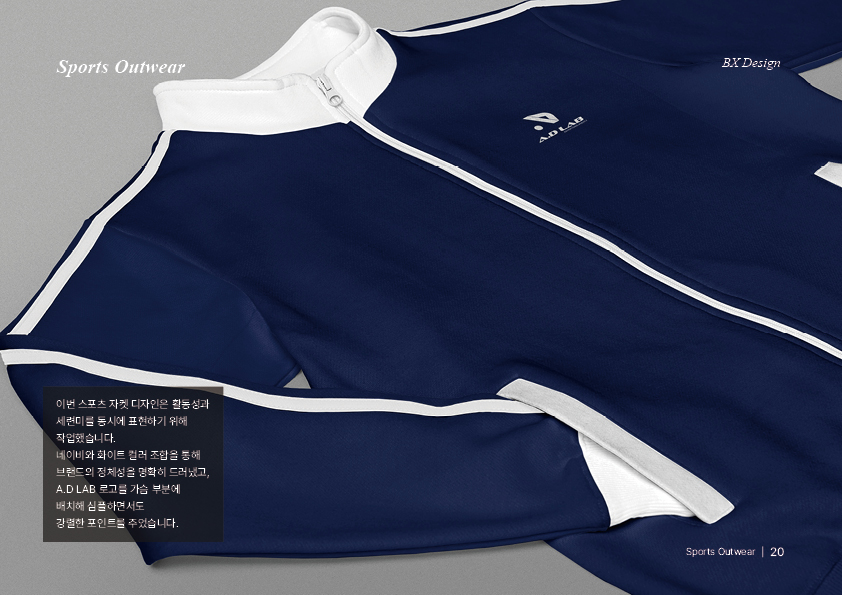 Sports Outwear
BX Design
A.D LAB
이번 스포츠 자켓 디자인은 활동성과
세련미를 동시에 표현하기 위해
작업했습니다.
네이비와 화이트 컬러 조합을 통해
브랜드의 정체성을 명확히 드러냈고,
A.D LAB 로고를 가슴 부분에
배치해 심플하면서도
강렬한 포인트를 주었습니다.
Sports Outwear | 20